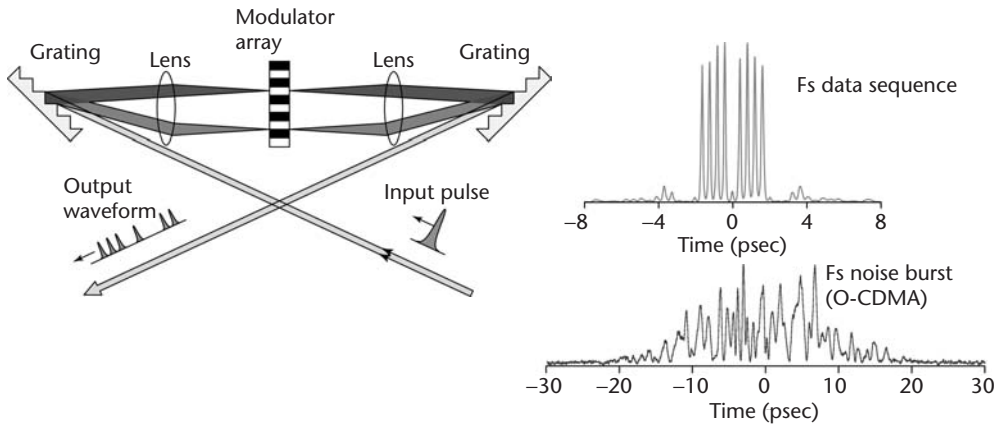 Grating
Lens
Modulator
array
Lens
Grating
Output
waveform
Input pulse
Fs data sequence
−8 −4 0 4 8
Time (psec)
Fs noise burst
(O-CDMA)
−30 −20 −10 0 10 20 30
Time (psec)